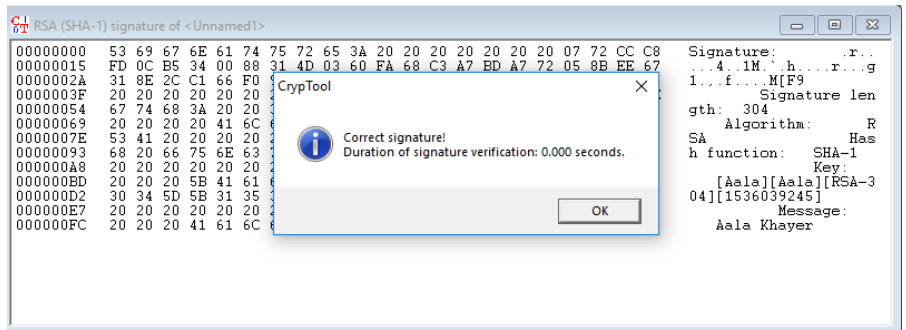 RSA (SHA-1) signature of <Unnamed1>
00000000 53 69 67 6E 61 74 75 72 65 3A 20 20 20 20 20 20 20 07 72 CC C8 Signature: .r..
00000015 FD 0C B5 34 00 88 31 4D 03 60 FA 68 C3 A7 BD A7 72 05 8B EE 67 ...4..1M.`.h....r...g
0000002A 31 8E 2C C1 66 F0 1.,.f....M[F9
0000003F 20 20 20 20 20 20 Signature len
00000054 67 74 68 3A 20 20 gth: 304
00000069 20 20 20 20 41 6C Algorithm: R
0000007E 53 41 20 20 20 20 SA Has
00000093 68 20 66 75 6E 63 h function: SHA-1
000000A8 20 20 20 20 20 20 Key:
000000BD 20 20 20 5B 41 61 [Aala][Aala][RSA-3
000000D2 30 34 5D 5B 31 35 04][1536039245]
000000E7 20 20 20 20 20 20 Message:
000000FC 20 20 20 41 61 6C Aala Khayer
CrypTool
Correct signature!
Duration of signature verification: 0.000 seconds.
OK